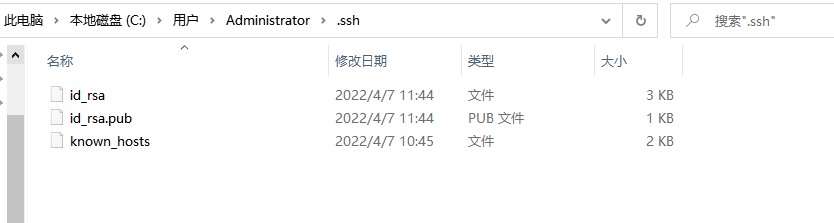 此电脑 > 本地磁盘 (C:) > 用户 > Administrator > .ssh 搜索".ssh"
名称 修改日期 类型 大小
id_rsa 2022/4/7 11:44 文件 3 KB
id_rsa.pub 2022/4/7 11:44 PUB 文件 1 KB
known_hosts 2022/4/7 10:45 文件 2 KB